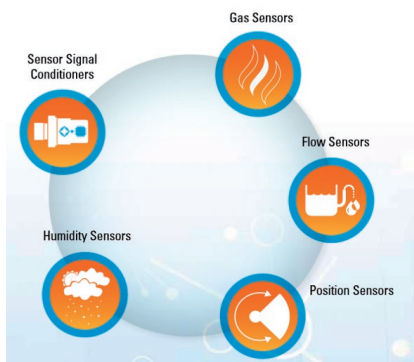 Gas Sensors
Sensor Signal
Conditioners
Flow Sensors
Humidity Sensors
Position Sensors